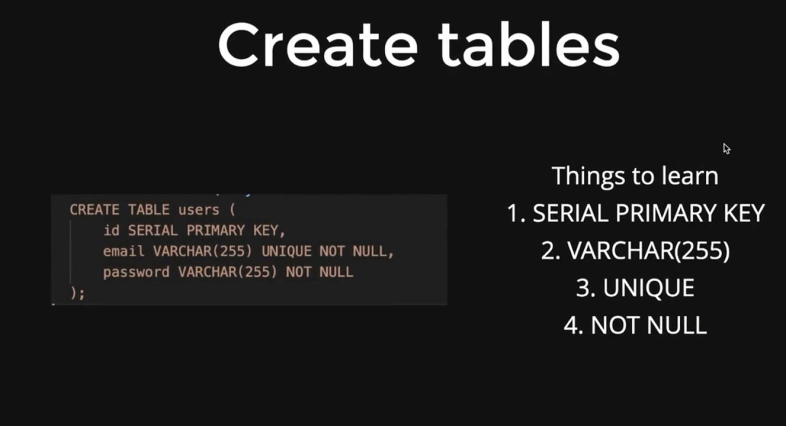 Create tables
CREATE TABLE users (
id SERIAL PRIMARY KEY,
email VARCHAR(255) UNIQUE NOT NULL,
password VARCHAR(255) NOT NULL
);
Things to learn
1. SERIAL PRIMARY KEY
2. VARCHAR(255)
3. UNIQUE
4. NOT NULL